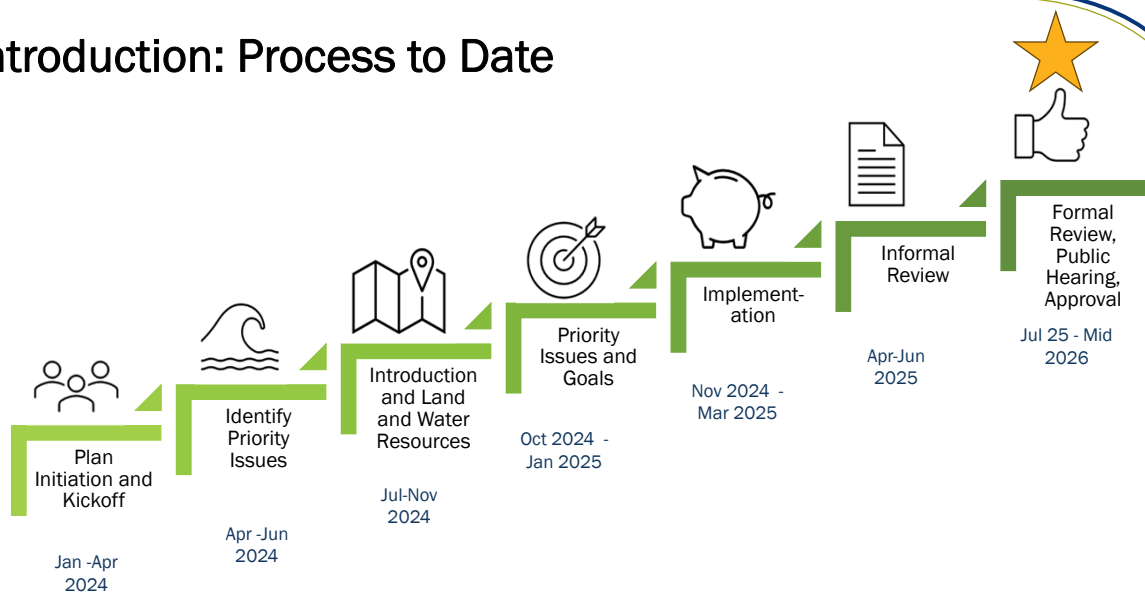 ntroduction: Process to Date
Plan
Initiation and
Kickoff
Jan -Apr
2024
Identify
Priority
Issues
Apr -Jun
2024
Introduction
and Land
and Water
Resources
Jul-Nov
2024
Priority
Issues and
Goals
Oct 2024 -
Jan 2025
Implement-
ation
Nov 2024 -
Mar 2025
Informal
Review
Apr-Jun
2025
Formal
Review,
Public
Hearing,
Approval
Jul 25 - Mid
2026